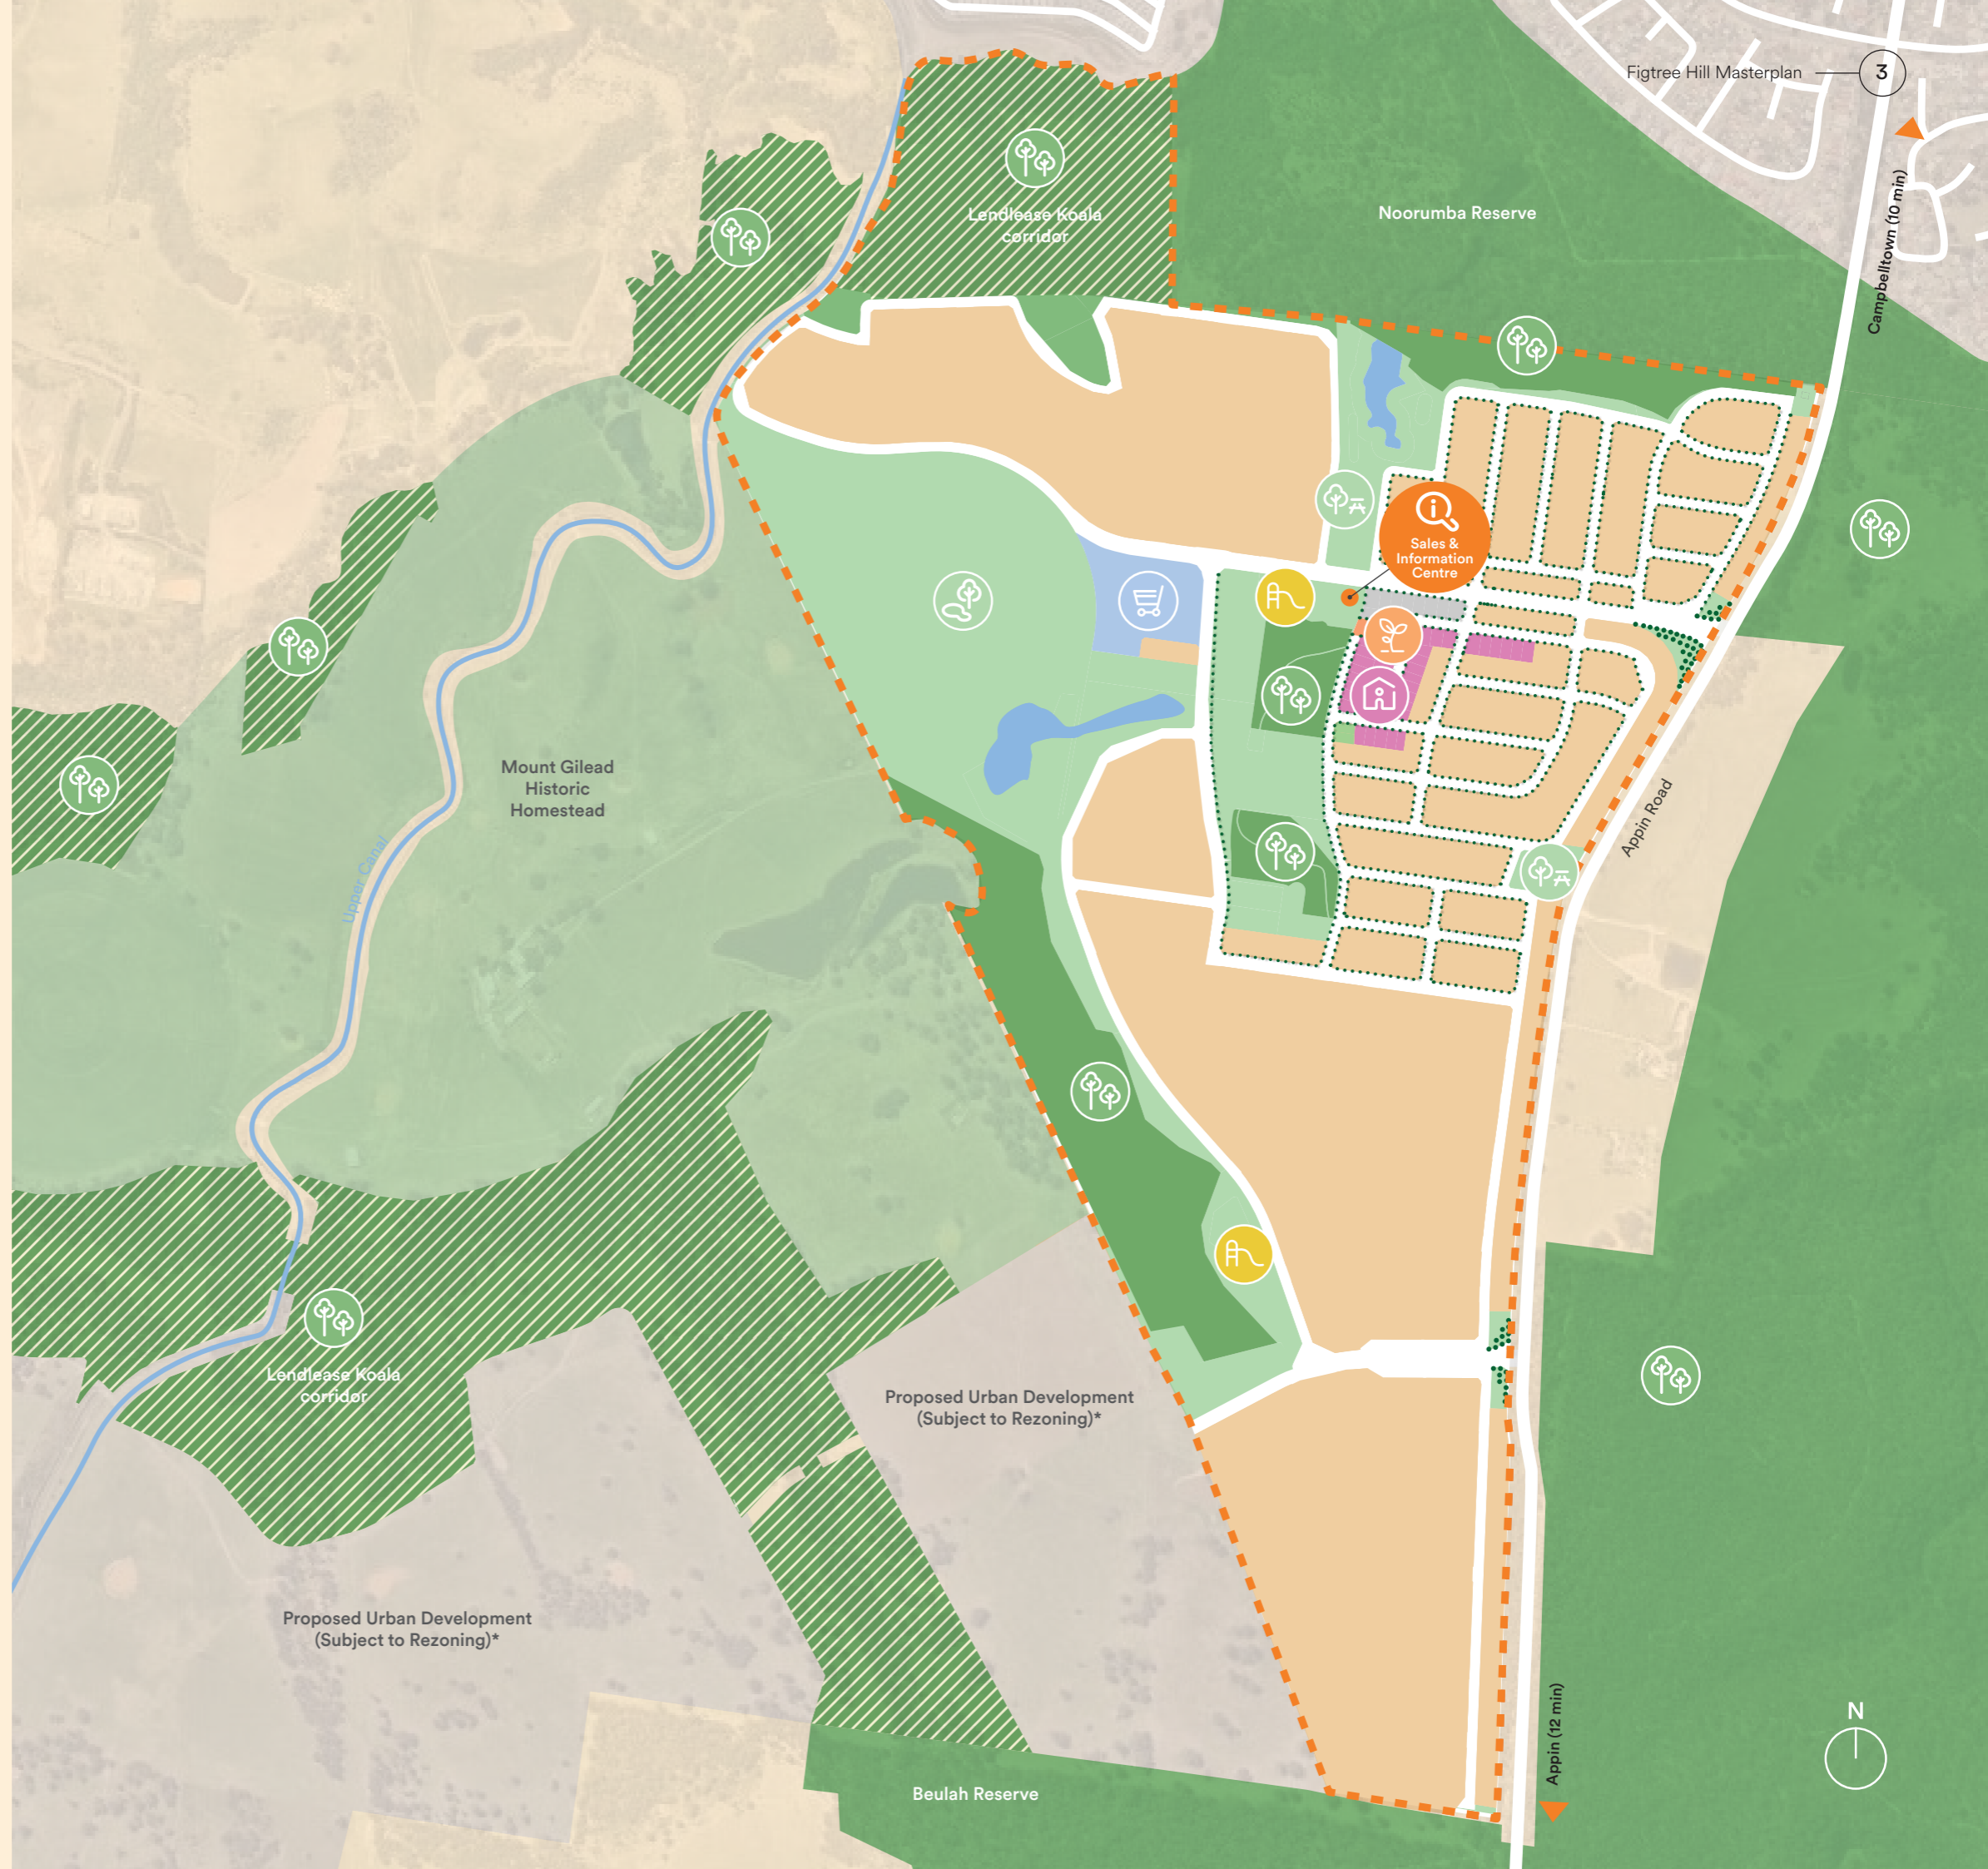 Figtree Hill Masterplan
3
Campbelltown (10 min)
Lendlease Koala
corridor
Noorumba Reserve
Sales &
Information
Centre
Mount Gilead
Historic
Homestead
Upper Canal
Appin Road
Lendlease Koala
corridor
Proposed Urban Development
(Subject to Rezoning)*
Proposed Urban Development
(Subject to Rezoning)*
Appin (12 min)
N
Beulah Reserve